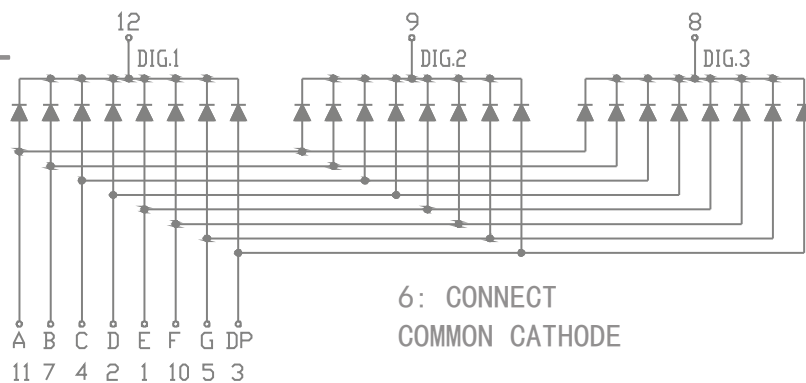 12 9 8
DIG.1 DIG.2 DIG.3
6: CONNECT
COMMON CATHODE
A B C D E F G DP
11 7 4 2 1 10 5 3